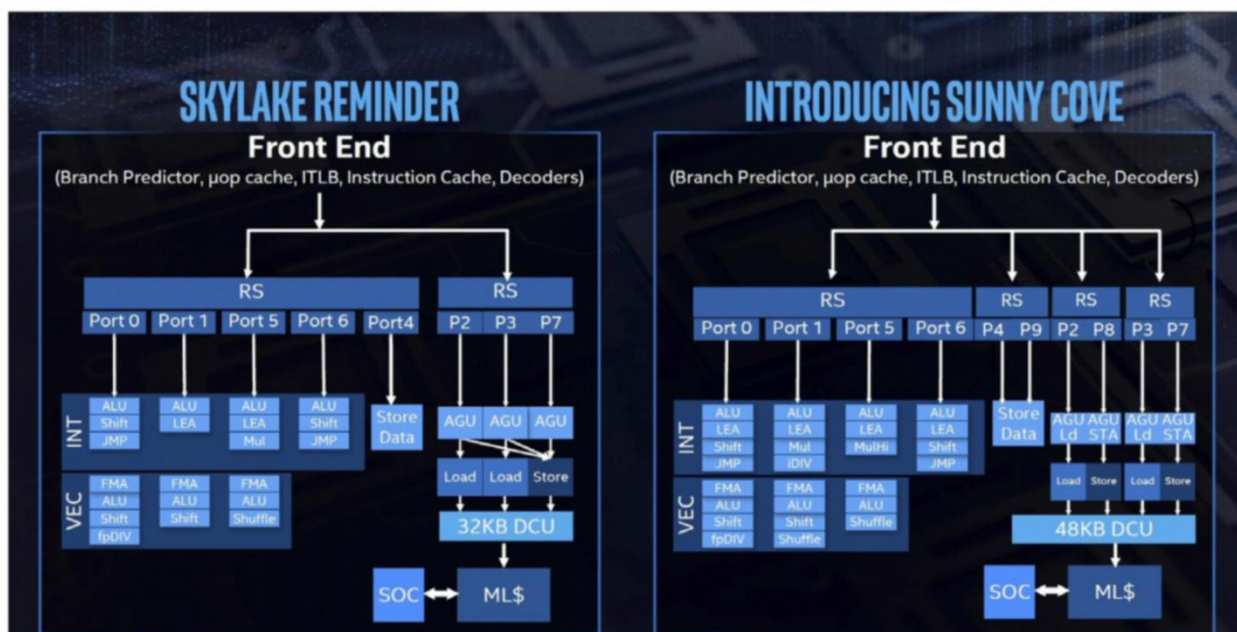 SKYLAKE REMINDER
Front End
(Branch Predictor, μop cache, ITLB, Instruction Cache, Decoders)
RS
RS
Port 0
Port 1
Port 5
Port 6
Port4
P2
P3
P7
INT
ALU
Shift
JMP
ALU
LEA
ALU
LEA
Mul
ALU
Shift
JMP
Store
Data
AGU
AGU
AGU
Load
Load
Store
VEC
FMA
ALU
Shift
fpDIV
FMA
ALU
Shift
FMA
ALU
Shuffle
32KB DCU
SOC
ML$
INTRODUCING SUNNY COVE
Front End
(Branch Predictor, μop cache, ITLB, Instruction Cache, Decoders)
RS
RS
RS
RS
Port 0
Port 1
Port 5
Port 6
P4
P9
P2
P8
P3
P7
INT
ALU
LEA
Shift
JMP
ALU
LEA
Mul
iDIV
ALU
LEA
MulHi
ALU
LEA
Shift
JMP
Store
Data
AGU
Ld
AGU
STA
AGU
Ld
AGU
STA
Load
Store
Load
Store
VEC
FMA
ALU
Shift
fpDIV
FMA
ALU
Shift
Shuffle
FMA
ALU
Shuffle
48KB DCU
SOC
ML$